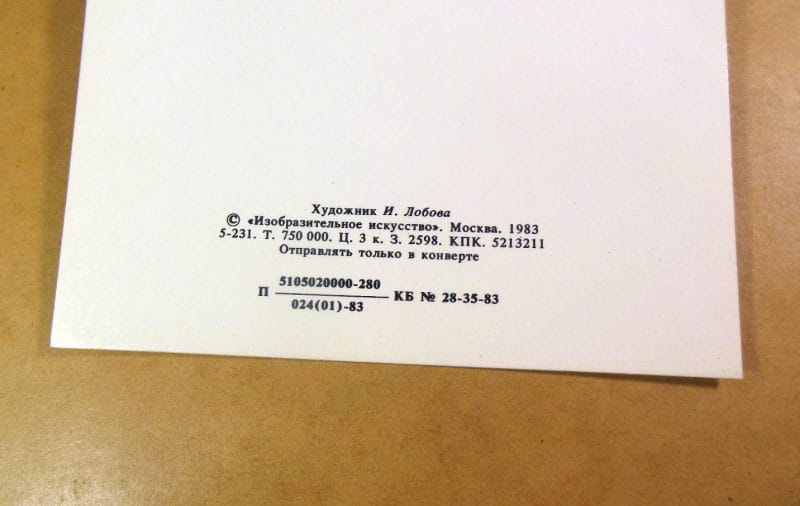 Художник И. Лобова
© «Изобразительное искусство». Москва. 1983
5-231. Т. 750 000. Ц. 3 к. З. 2598. КПК. 5213211
Отправлять только в конверте
П 5105020000-280 КБ № 28-35-83
024(01)-83